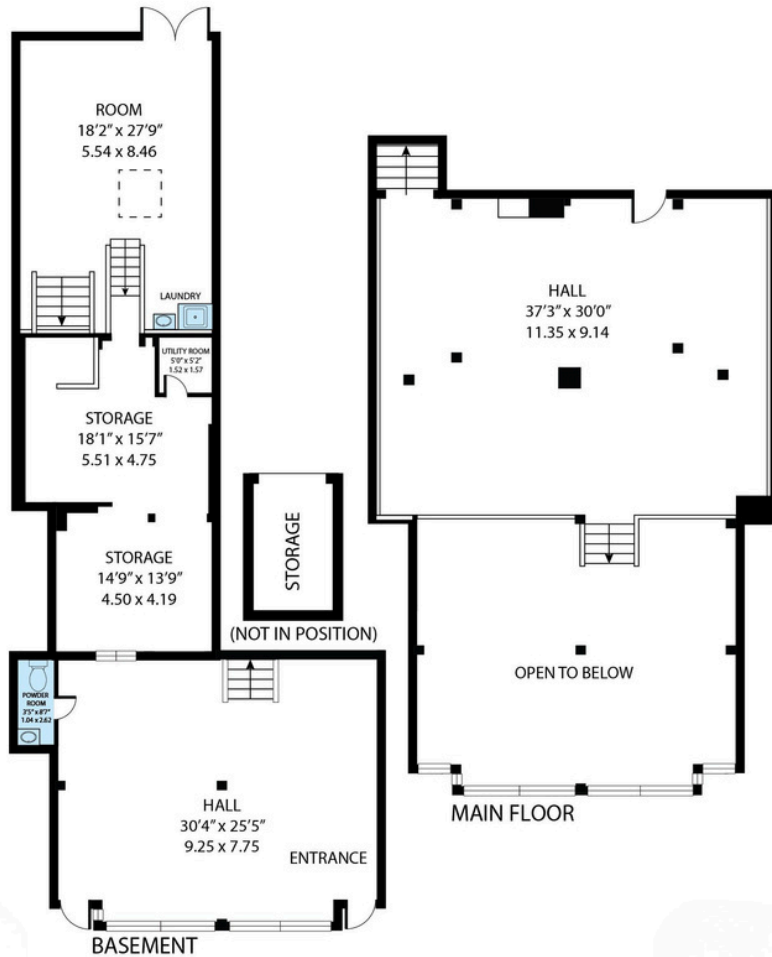 ROOM
18'2" x 27'9"
5.54 x 8.46
LAUNDRY
UTILITY ROOM
5'0" x 5'2"
1.52 x 1.57
STORAGE
18'1" x 15'7"
5.51 x 4.75
STORAGE
14'9" x 13'9"
4.50 x 4.19
POWDER
ROOM
3'5" x 8'7"
1.04 x 2.62
HALL
30'4" x 25'5"
9.25 x 7.75
ENTRANCE
BASEMENT
STORAGE
(NOT IN POSITION)
HALL
37'3" x 30'0"
11.35 x 9.14
OPEN TO BELOW
MAIN FLOOR